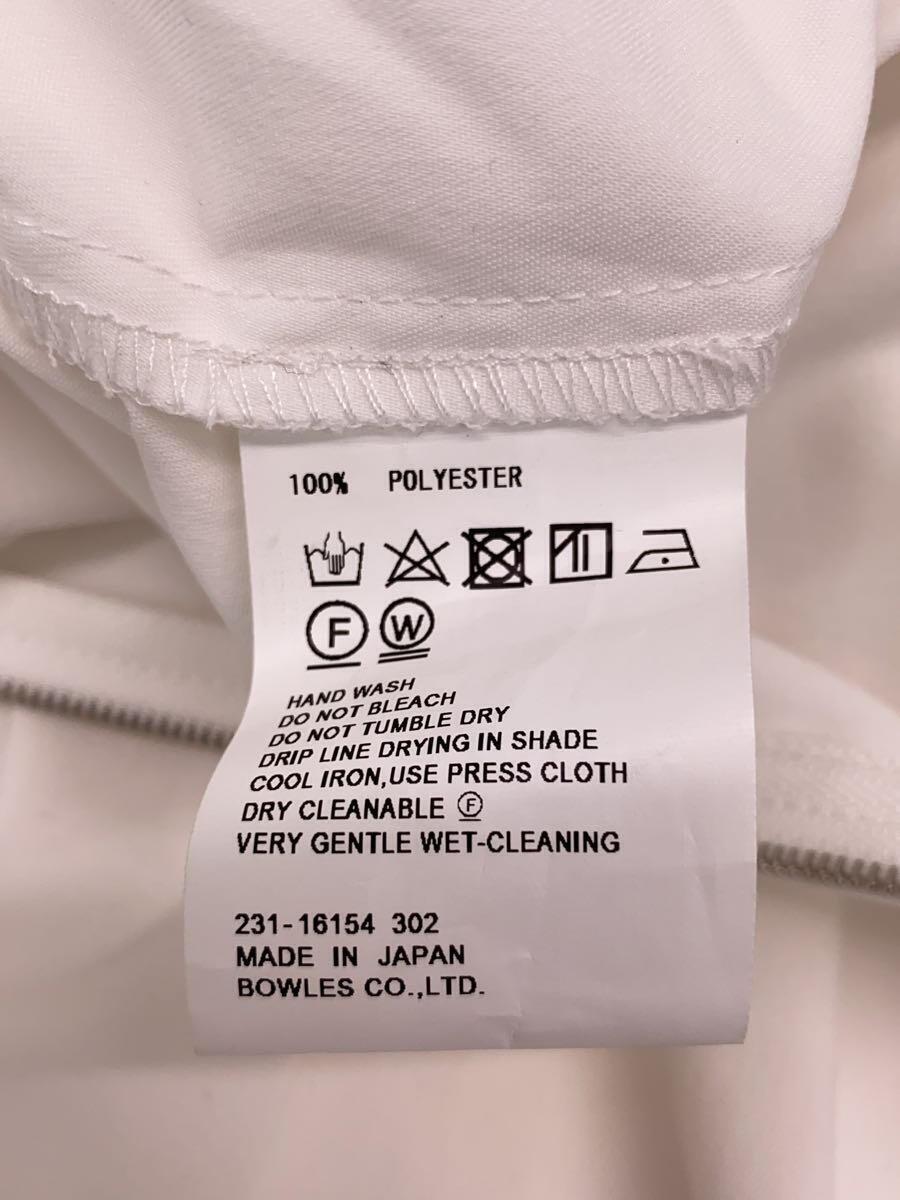 100% POLYESTER
F W
HAND WASH
DO NOT BLEACH
DO NOT TUMBLE DRY
DRIP LINE DRYING IN SHADE
COOL IRON,USE PRESS CLOTH
DRY CLEANABLE Ⓕ
VERY GENTLE WET-CLEANING
231-16154 302
MADE IN JAPAN
BOWLES CO.,LTD.